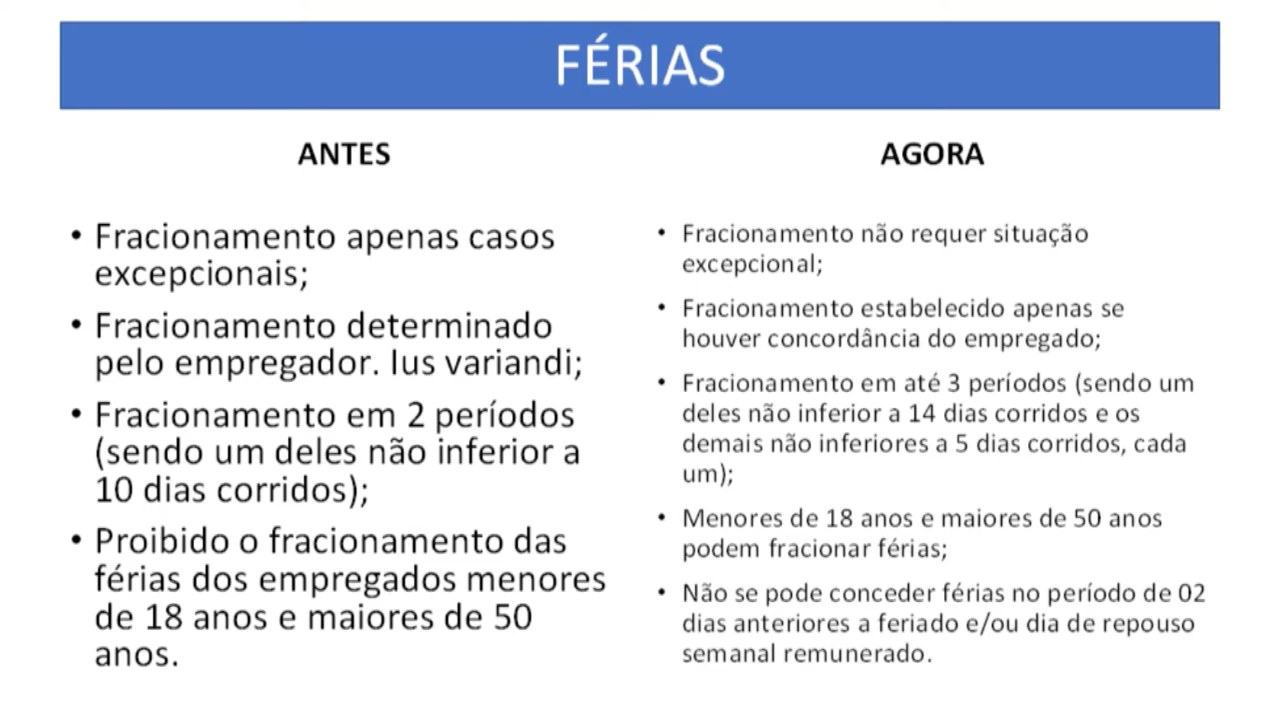 FÉRIAS
ANTES
• Fracionamento apenas casos
excepcionais;
• Fracionamento determinado
pelo empregador. Ius variandi;
• Fracionamento em 2 períodos
(sendo um deles não inferior a
10 dias corridos);
• Proibido o fracionamento das
férias dos empregados menores
de 18 anos e maiores de 50
anos.
AGORA
• Fracionamento não requer situação
excepcional;
• Fracionamento estabelecido apenas se
houver concordância do empregado;
• Fracionamento em até 3 períodos (sendo um
deles não inferior a 14 dias corridos e os
demais não inferiores a 5 dias corridos, cada
um);
• Menores de 18 anos e maiores de 50 anos
podem fracionar férias;
• Não se pode conceder férias no período de 02
dias anteriores a feriado e/ou dia de repouso
semanal remunerado.